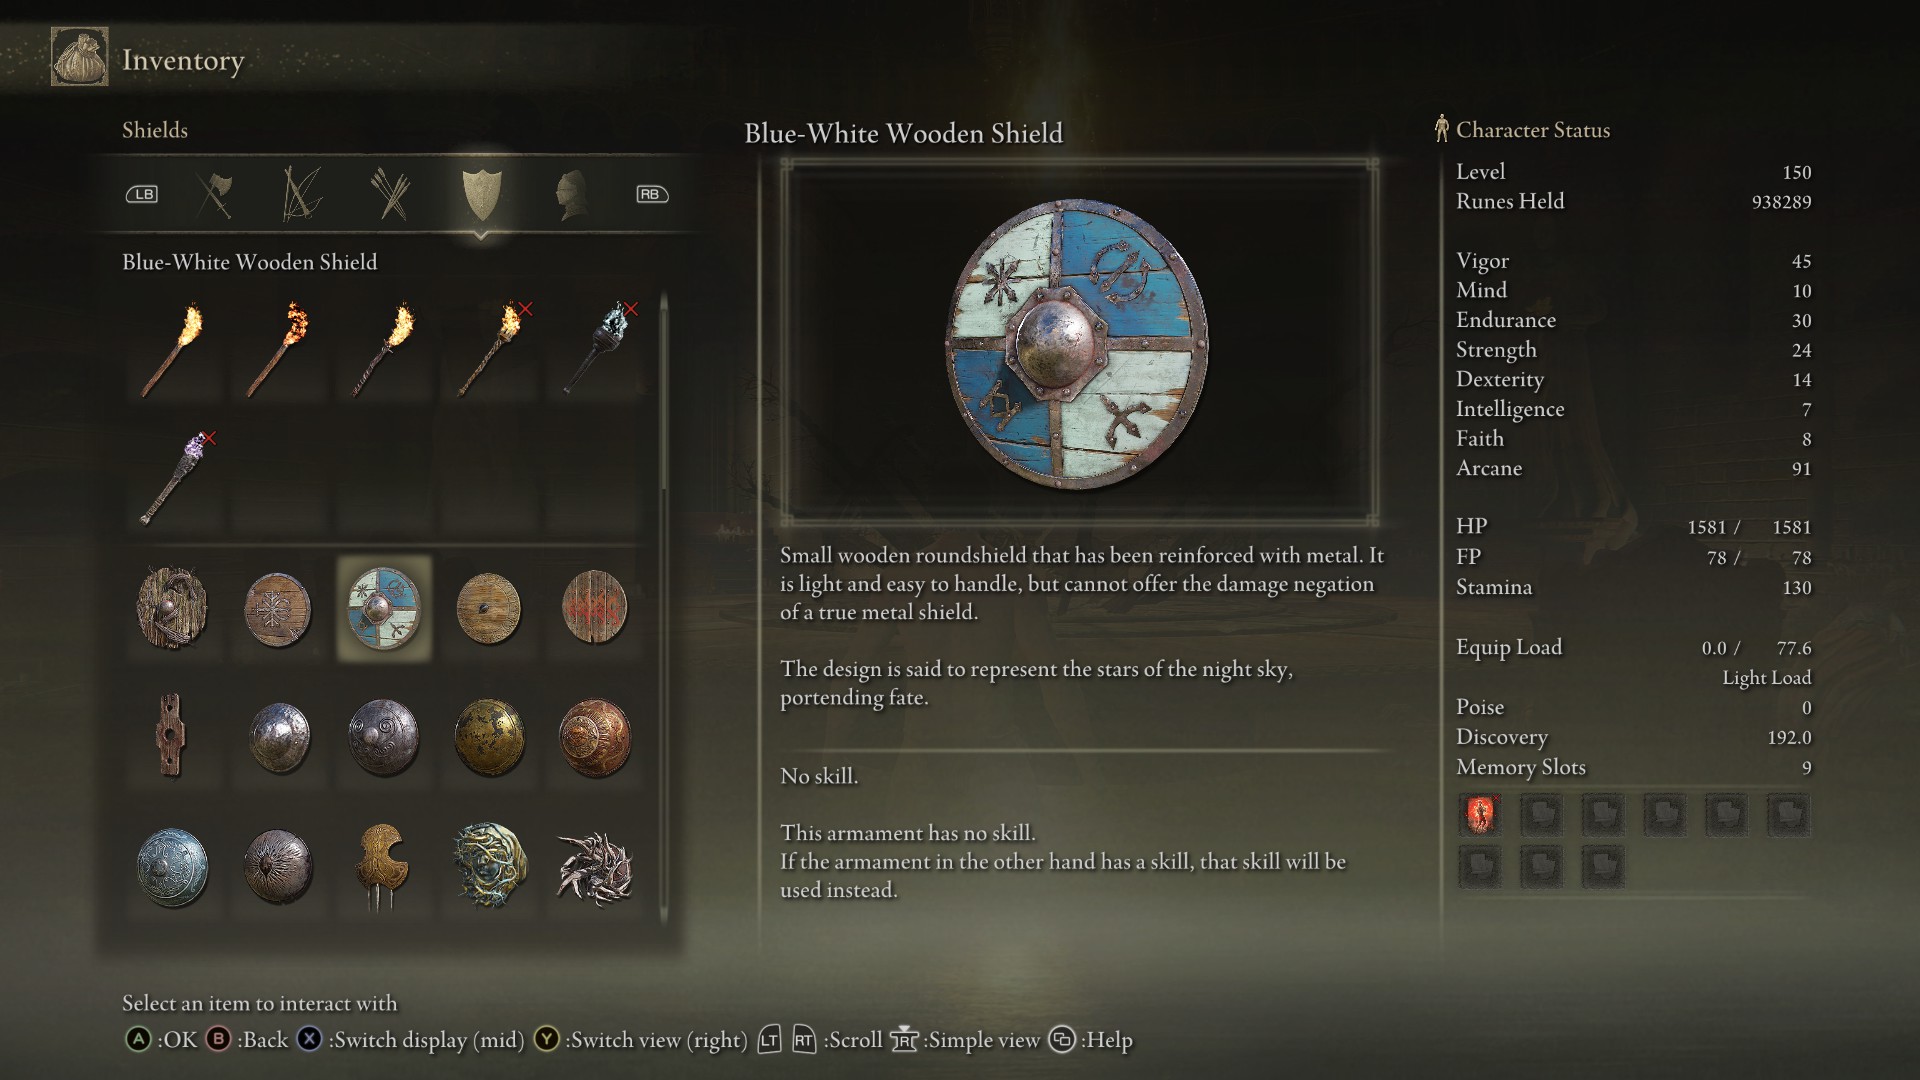 Inventory
Shields
LB
RB
Blue-White Wooden Shield
Blue-White Wooden Shield
Small wooden roundshield that has been reinforced with metal. It
is light and easy to handle, but cannot offer the damage negation
of a true metal shield.
The design is said to represent the stars of the night sky,
portending fate.
No skill.
This armament has no skill.
If the armament in the other hand has a skill, that skill will be
used instead.
Character Status
Level 150
Runes Held 938289
Vigor 45
Mind 10
Endurance 30
Strength 24
Dexterity 14
Intelligence 7
Faith 8
Arcane 91
HP 1581 / 1581
FP 78 / 78
Stamina 130
Equip Load 0.0 / 77.6
Light Load
Poise 0
Discovery 192.0
Memory Slots 9
Select an item to interact with
A :OK B :Back X :Switch display (mid) Y :Switch view (right) LT RT :Scroll R :Simple view :Help